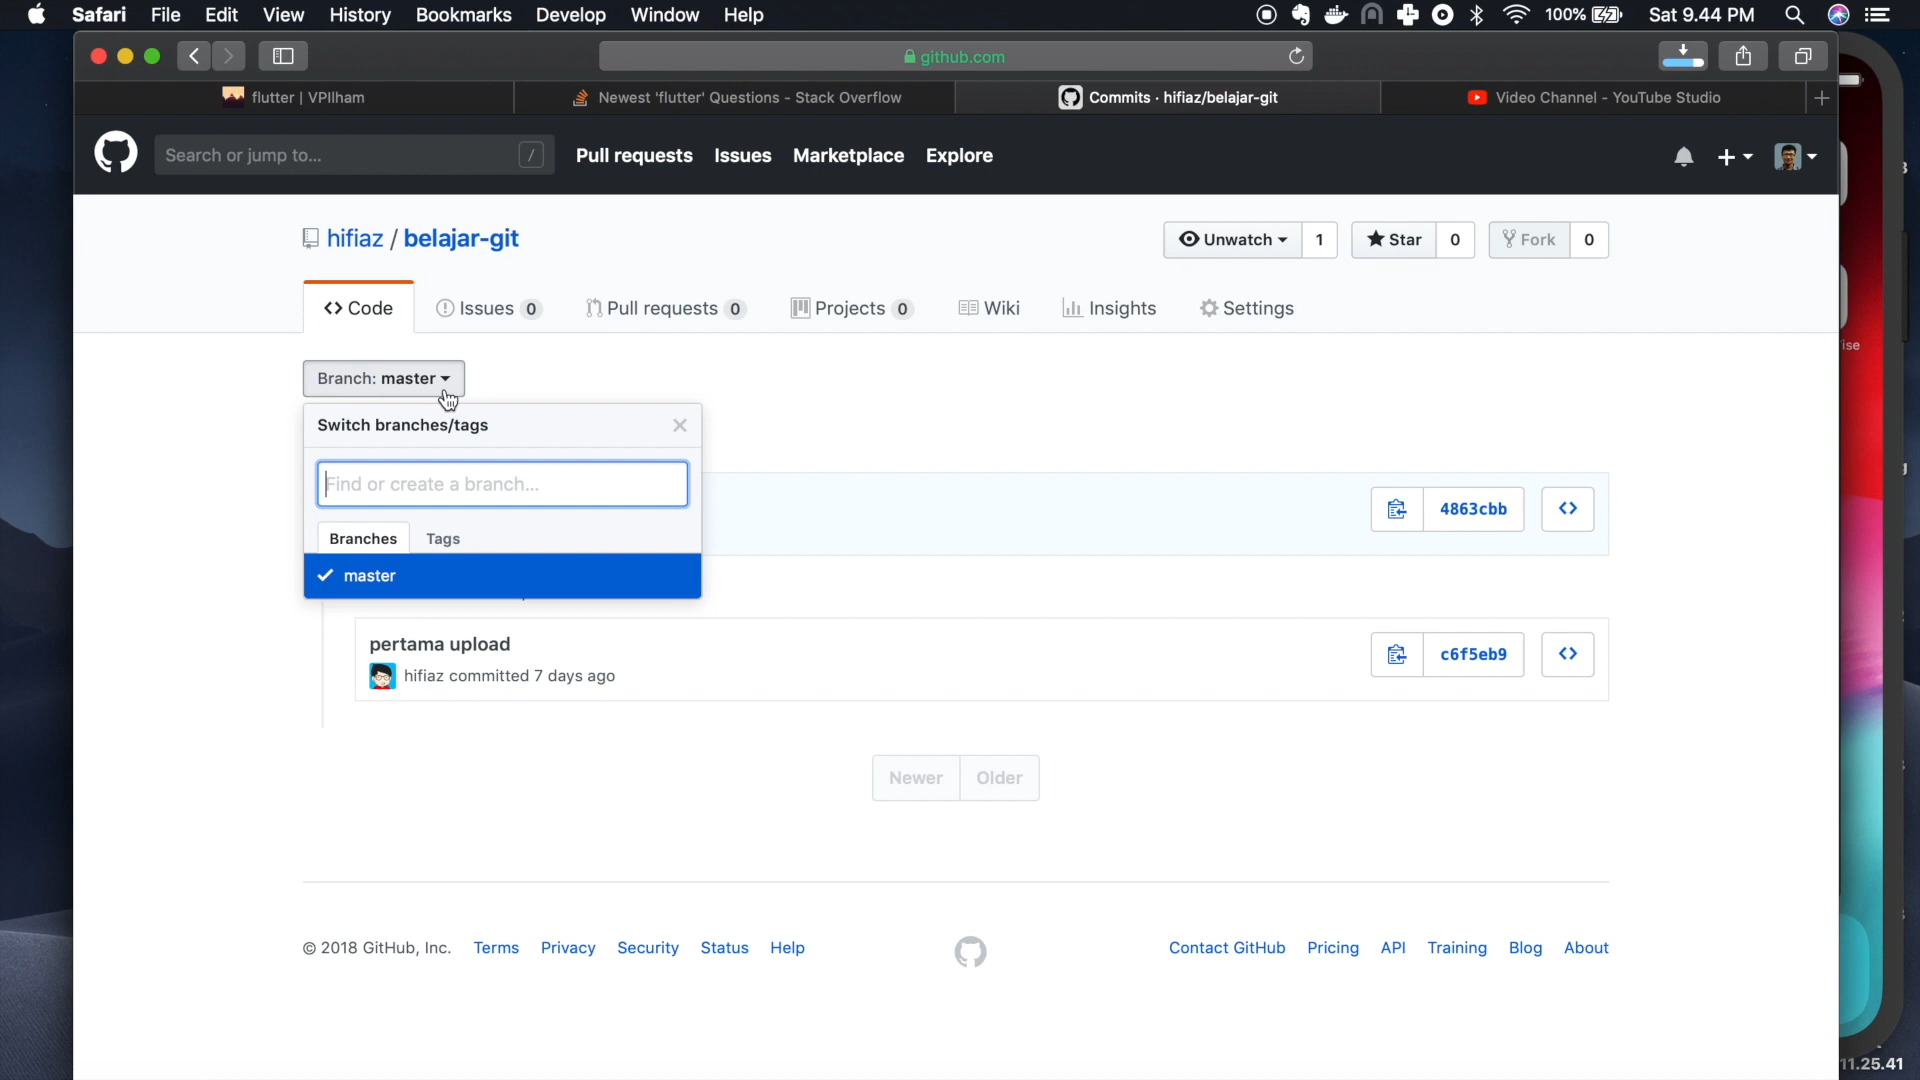 Safari File Edit View History Bookmarks Develop Window Help 100% Sat 9.44 PM
github.com
flutter | VPIlham
Newest 'flutter' Questions - Stack Overflow
Commits · hifiaz/belajar-git
Video Channel - YouTube Studio
Search or jump to... /
Pull requests Issues Marketplace Explore
hifiaz / belajar-git
Unwatch 1 Star 0 Fork 0
Code Issues 0 Pull requests 0 Projects 0 Wiki Insights Settings
Branch: master
Switch branches/tags
Find or create a branch...
4863cbb
Branches Tags
master
pertama upload
c6f5eb9
hifiaz committed 7 days ago
Newer Older
© 2018 GitHub, Inc. Terms Privacy Security Status Help
Contact GitHub Pricing API Training Blog About
11.25.41